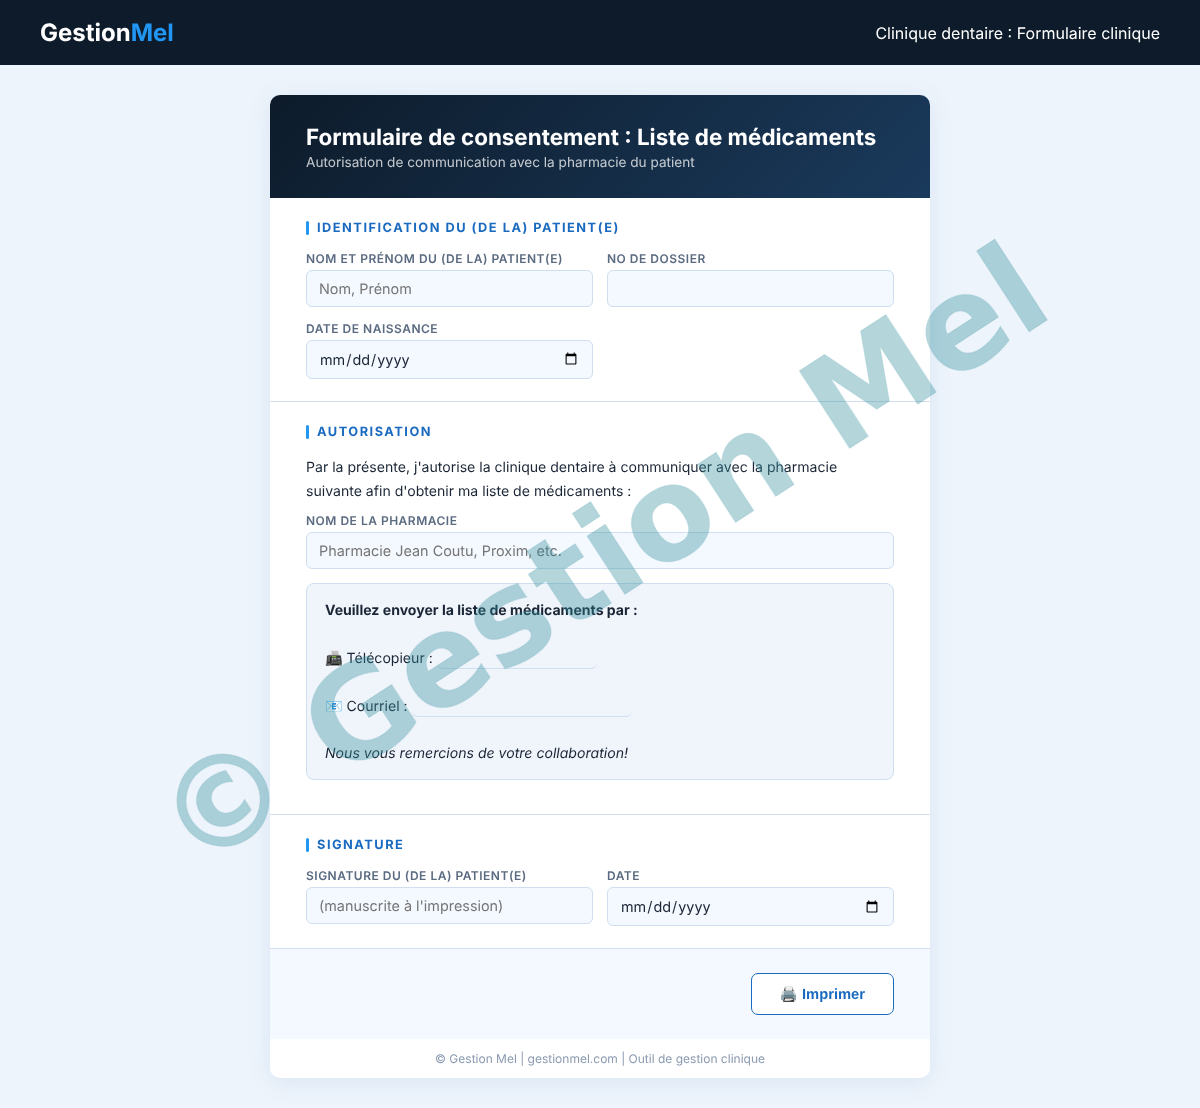 GestionMel
Clinique dentaire : Formulaire clinique
Formulaire de consentement : Liste de médicaments
Autorisation de communication avec la pharmacie du patient
IDENTIFICATION DU (DE LA) PATIENT(E)
NOM ET PRÉNOM DU (DE LA) PATIENT(E)
NO DE DOSSIER
Nom, Prénom
DATE DE NAISSANCE
mm/dd/yyyy
AUTORISATION
Par la présente, j'autorise la clinique dentaire à communiquer avec la pharmacie
suivante afin d'obtenir ma liste de médicaments :
NOM DE LA PHARMACIE
Pharmacie Jean Coutu, Proxim, etc.
Veuillez envoyer la liste de médicaments par :
📠 Télécopieur :
📧 Courriel :
Nous vous remercions de votre collaboration!
SIGNATURE
SIGNATURE DU (DE LA) PATIENT(E)
DATE
(manuscrite à l'impression)
mm/dd/yyyy
🖨️ Imprimer
© Gestion Mel | gestionmel.com | Outil de gestion clinique
© Gestion Mel